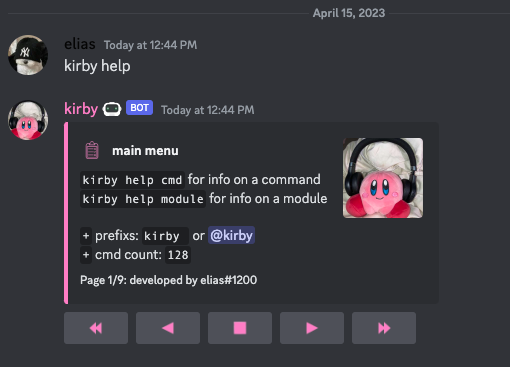 April 15, 2023
elias Today at 12:44 PM
kirby help
kirby BOT Today at 12:44 PM
main menu
kirby help cmd for info on a command
kirby help module for info on a module
+ prefixs: kirby or @kirby
+ cmd count: 128
Page 1/9: developed by elias#1200